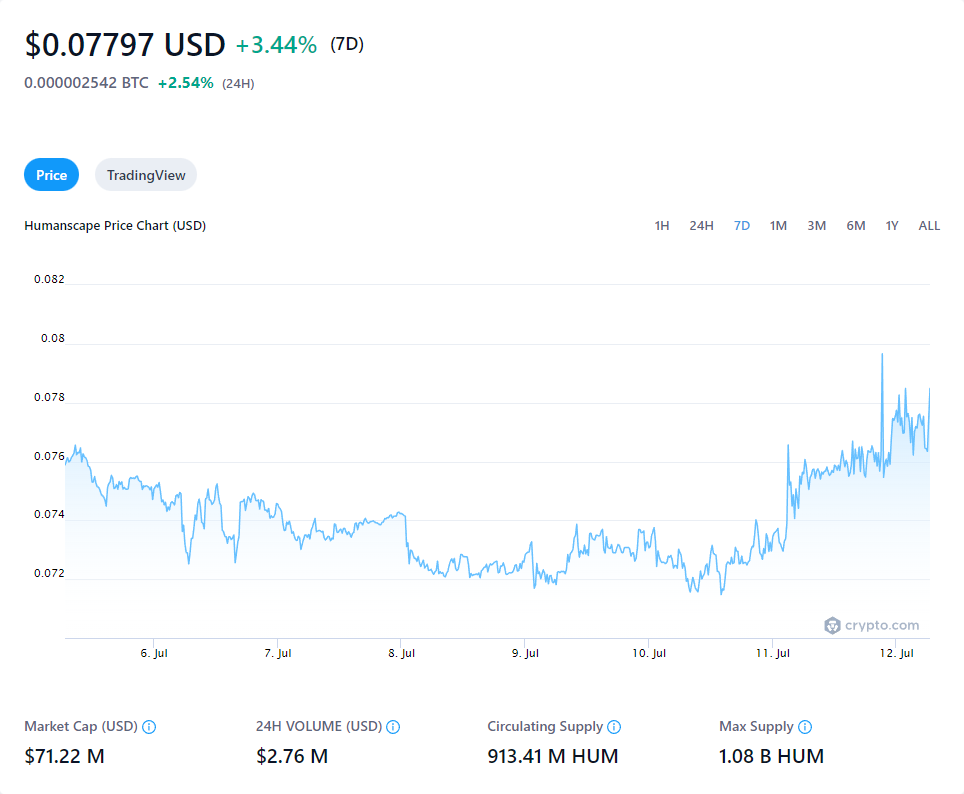 $0.07797 USD +3.44% (7D)
0.000002542 BTC +2.54% (24H)
Price TradingView
Humanscape Price Chart (USD) 1H 24H 7D 1M 3M 6M 1Y ALL
0.082
0.08
0.078
0.076
0.074
0.072
crypto.com
6. Jul 7. Jul 8. Jul 9. Jul 10. Jul 11. Jul 12. Jul
Market Cap (USD) 24H VOLUME (USD) Circulating Supply Max Supply
$71.22 M $2.76 M 913.41 M HUM 1.08 B HUM